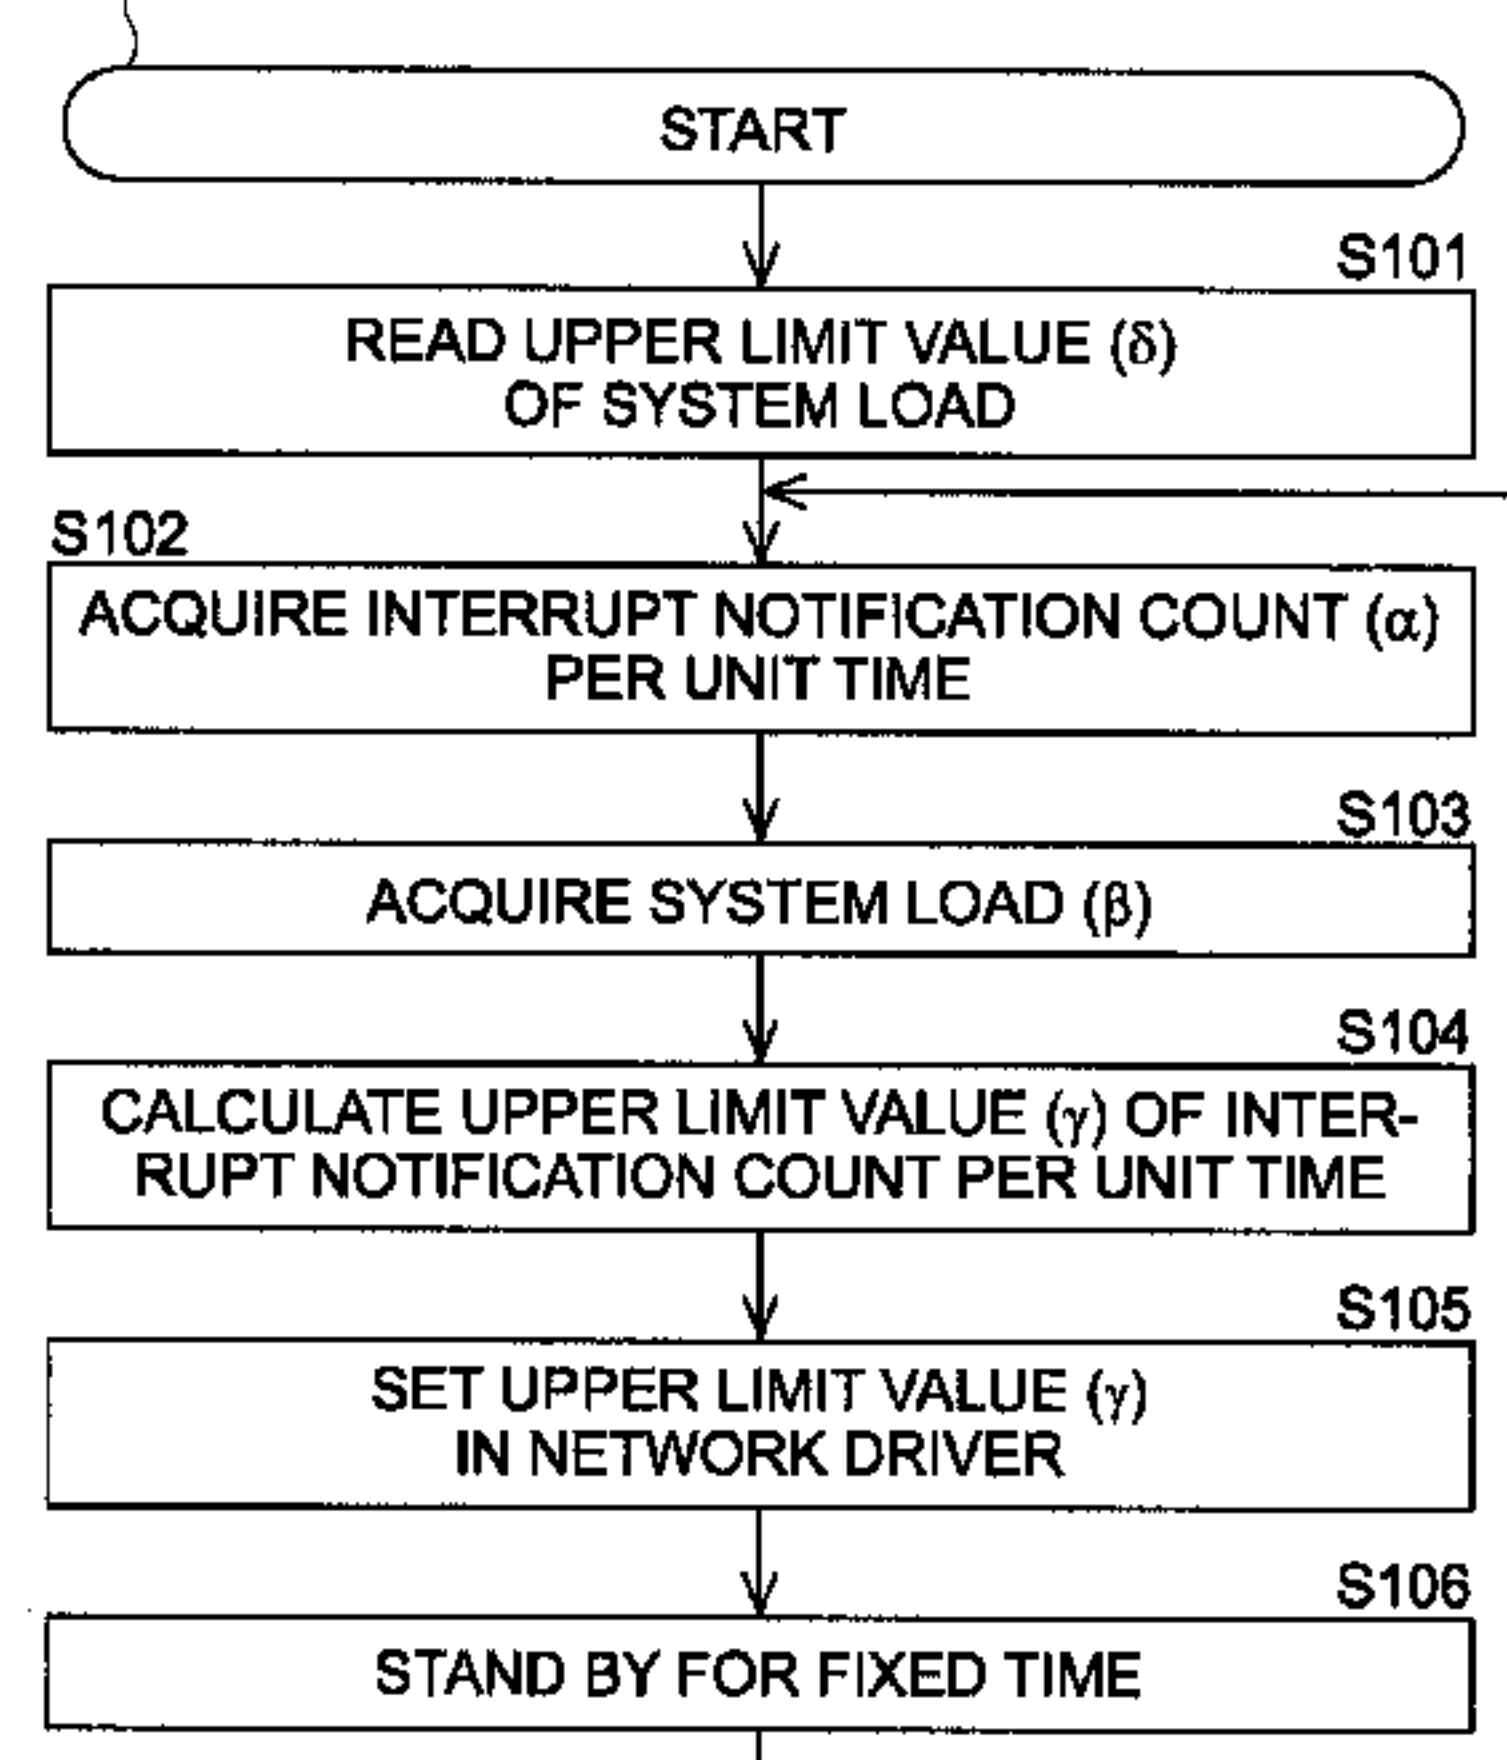 START
S101
READ UPPER LIMIT VALUE (δ)
OF SYSTEM LOAD
S102
ACQUIRE INTERRUPT NOTIFICATION COUNT (α)
PER UNIT TIME
S103
ACQUIRE SYSTEM LOAD (β)
S104
CALCULATE UPPER LIMIT VALUE (γ) OF INTER-
RUPT NOTIFICATION COUNT PER UNIT TIME
S105
SET UPPER LIMIT VALUE (γ)
IN NETWORK DRIVER
S106
STAND BY FOR FIXED TIME